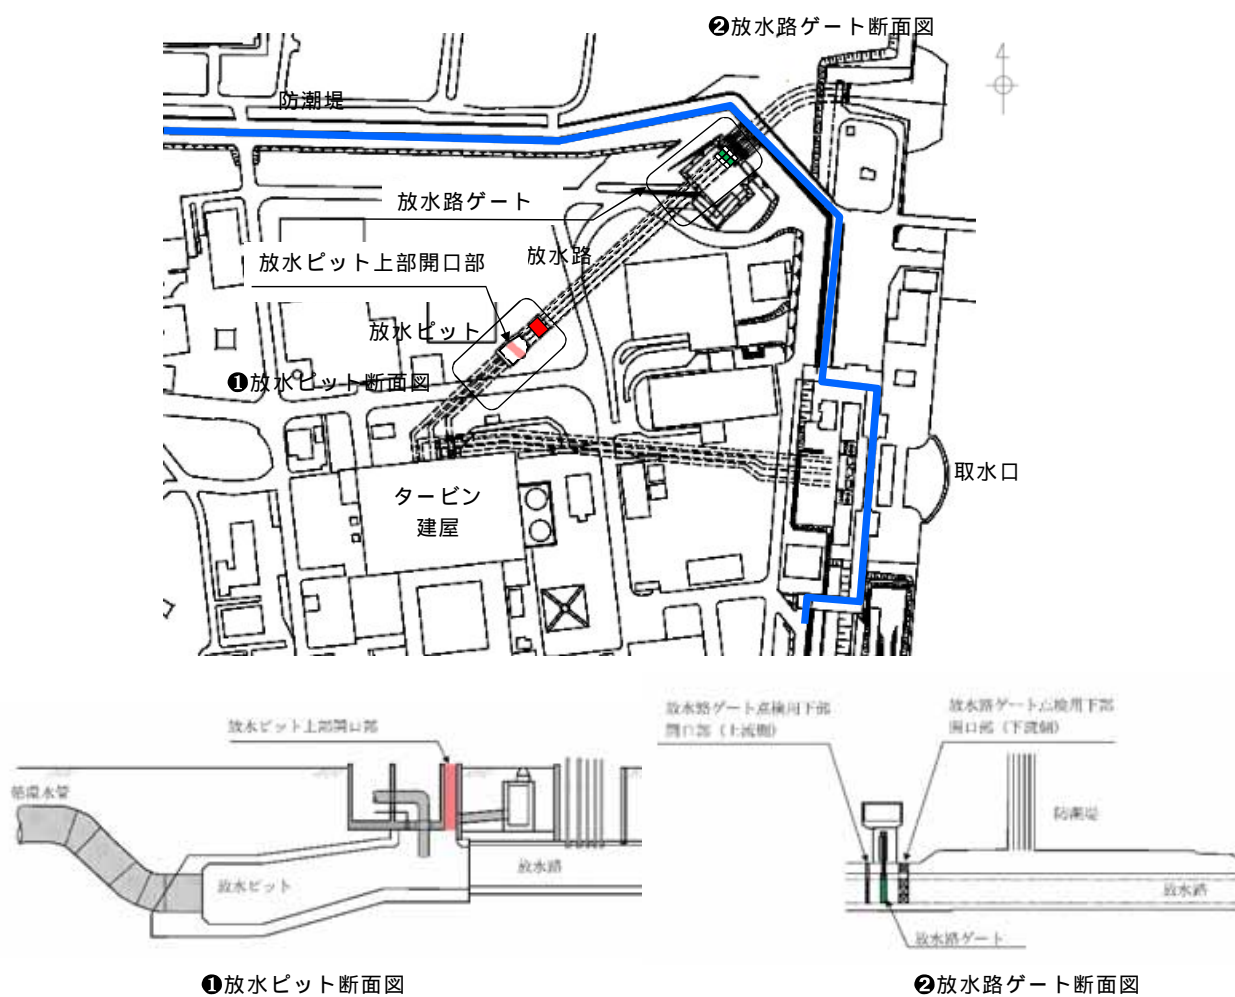 ❷放水路ゲート断面図
防潮堤
放水路ゲート
放水ピット上部開口部
放水路
放水ピット
❶放水ピット断面図
取水口
タービン
建屋
放水ピット上部開口部
循環水管
放水ピット
放水路
放水路ゲート点検用下部
開口部（上流側）
放水路ゲート点検用下部
開口部（下流側）
防潮堤
放水路
放水路ゲート
❶放水ピット断面図
❷放水路ゲート断面図